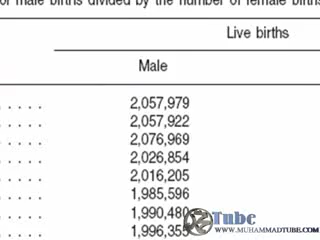 or male births divided by the number of female births
Live births
Male
. . . . 2,057,979
. . . . 2,057,922
. . . . 2,076,969
. . . . 2,026,854
. . . . 2,016,205
. . . . 1,985,596
. . . . 1,990,480
. . . . 1,996,355
Tube
WWW.MUHAMMADTUBE.COM